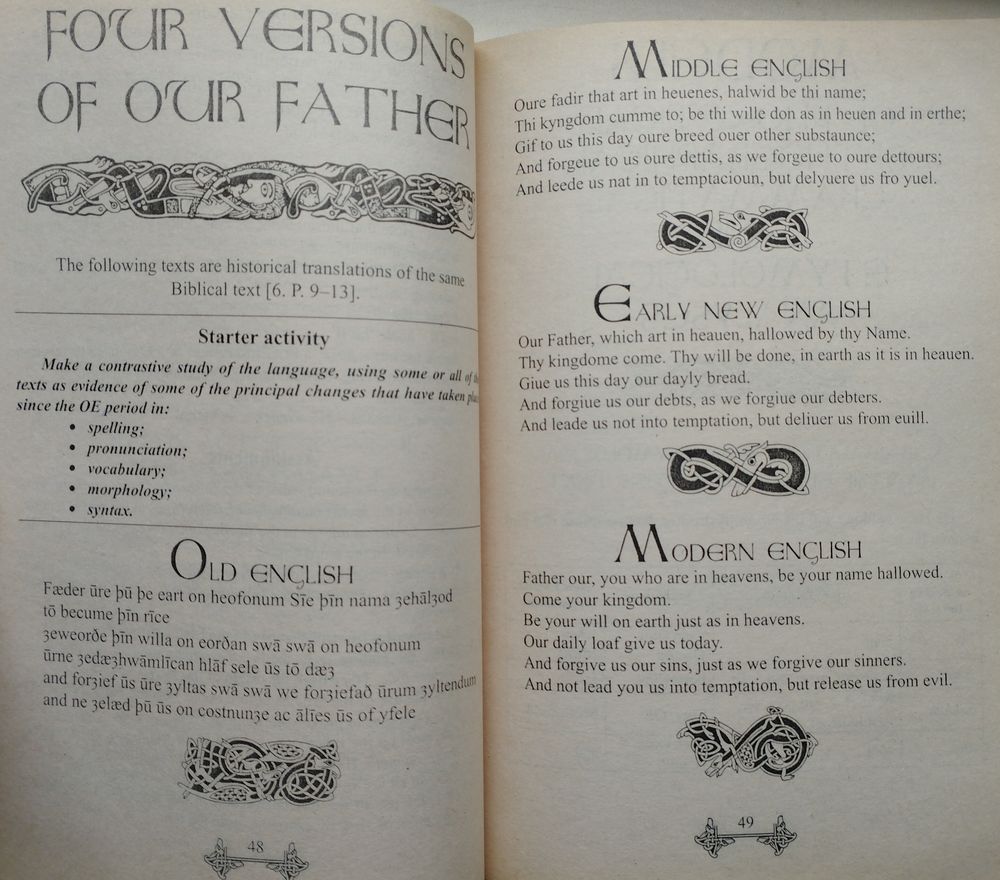 FOUR VERSIONS
OF OUR FATHER
The following texts are historical translations of the same
Biblical text [6. P. 9–13].
Starter activity
Make a contrastive study of the language, using some or all of the
texts as evidence of some of the principal changes that have taken place
since the OE period in:
• spelling;
• pronunciation;
• vocabulary;
• morphology;
• syntax.
OLD ENGLISH
Fæder ūre þū þe eart on heofonum Sīe þīn nama ʒehālʒod
tō become þīn rīce
ʒeweorðe þīn willa on eorðan swā swā on heofonum
ūrne ʒedæʒhwāmlīcan hlāf sele ūs tō dæʒ
and forʒief ūs ūre ʒyltas swā swā we forʒiefað ūrum ʒyltendum
and ne ʒelæd þū ūs on costnunʒe ac ālīes ūs of yfele
48
MIDDLE ENGLISH
Oure fadir that art in heuenes, halwid be thi name;
Thi kyngdom cumme to; be thi wille don as in heuen and in erthe;
Gif to us this day oure breed ouer other substaunce;
And forgeue to us oure dettis, as we forgeue to oure dettours;
And leede us nat in to temptacioun, but delyuere us fro yuel.
EARLY NEW ENGLISH
Our Father, which art in heauen, hallowed by thy Name.
Thy kingdome come. Thy will be done, in earth as it is in heauen.
Giue us this day our dayly bread.
And forgiue us our debts, as we forgiue our debters.
And leade us not into temptation, but deliuer us from euill.
MODERN ENGLISH
Father our, you who are in heavens, be your name hallowed.
Come your kingdom.
Be your will on earth just as in heavens.
Our daily loaf give us today.
And forgive us our sins, just as we forgive our sinners.
And not lead you us into temptation, but release us from evil.
49